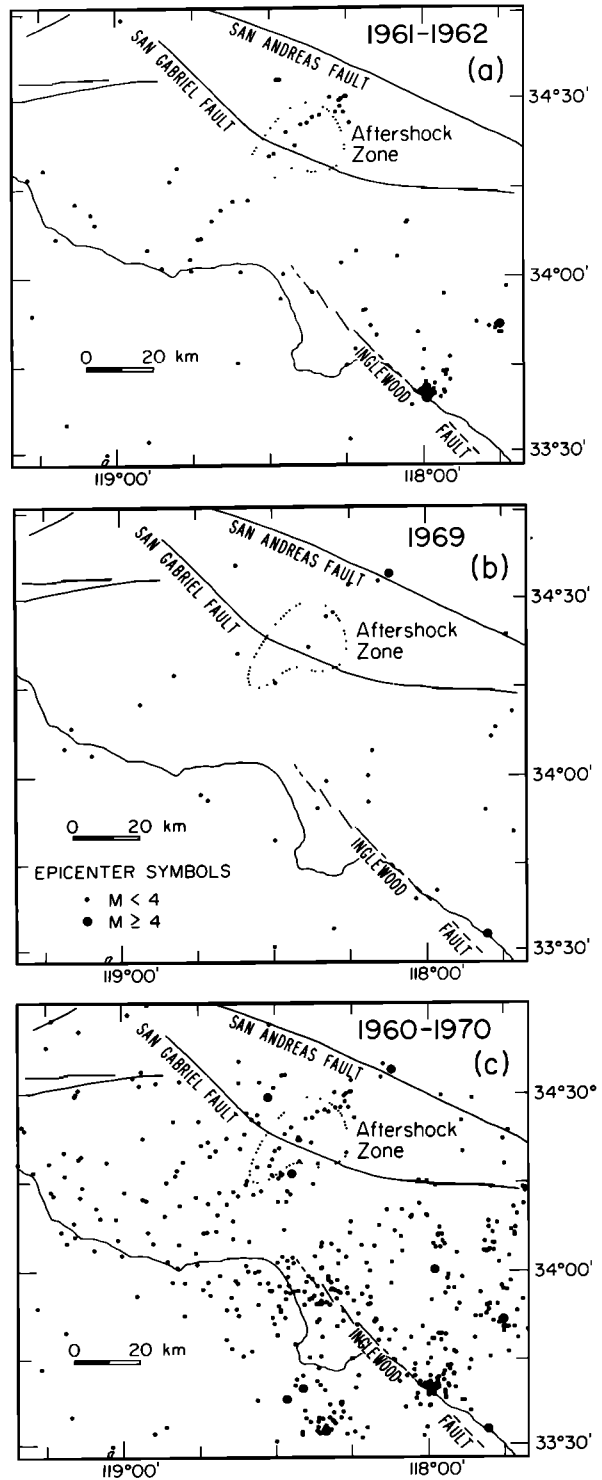 1961-1962
(a)
SAN ANDREAS FAULT
SAN GABRIEL FAULT
34°30'
Aftershock
Zone
34°00'
0 20 km
INGLEWOOD
FAULT
33°30'
119°00' 118°00'
1969
(b)
SAN ANDREAS FAULT
SAN GABRIEL FAULT
34°30'
Aftershock
Zone
34°00'
0 20 km
EPICENTER SYMBOLS
M < 4
M ≥ 4
INGLEWOOD
FAULT
33°30'
119°00' 118°00'
1960-1970
(c)
SAN ANDREAS FAULT
SAN GABRIEL FAULT
34°30°
Aftershock
Zone
34°00'
0 20 km
INGLEWOOD
FAULT
33°30'
119°00' 118°00'